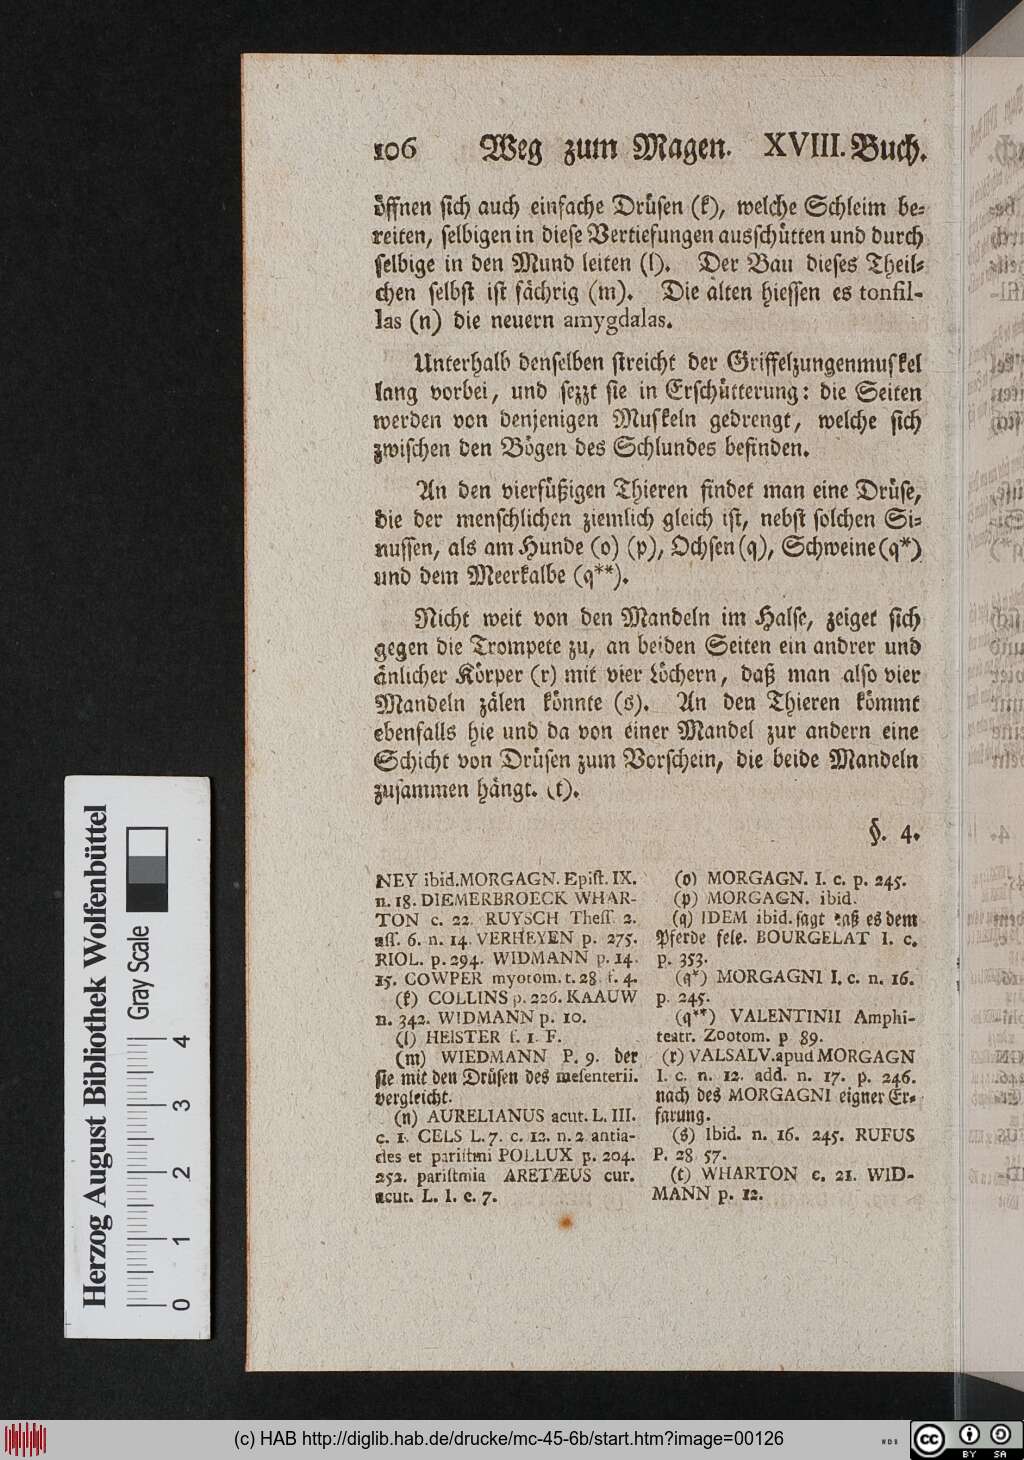 106 Weg zum Magen. XVIII. Buch.
öffnen sich auch einfache Drüsen (k), welche Schleim be-
reiten, selbigen in diese Vertiefungen ausschütten und durch
selbige in den Mund leiten (l). Der Bau dieses Theil-
chen selbst ist fächrig (m). Die alten hiessen es tonsil-
las (n) die neuern amygdalas.
Unterhalb denselben streicht der Griffelzungenmuskel
lang vorbei, und sezzt sie in Erschütterung: die Seiten
werden von denjenigen Muskeln gedrengt, welche sich
zwischen den Bögen des Schlundes befinden.
An den vierfüßigen Thieren findet man eine Drüse,
die der menschlichen ziemlich gleich ist, nebst solchen Si-
nussen, als am Hunde (o) (p), Ochsen (q), Schweine (q*)
und dem Meerkalbe (q**).
Nicht weit von den Mandeln im Halse, zeiget sich
gegen die Trompete zu, an beiden Seiten ein andrer und
änlicher Körper (r) mit vier Löchern, daß man also vier
Mandeln zälen könnte (s). An den Thieren kömmt
ebenfalls hie und da von einer Mandel zur andern eine
Schicht von Drüsen zum Vorschein, die beide Mandeln
zusammen hängt. (t).
§. 4.
NEY ibid. MORGAGN. Epist. IX.
n. 18. DIEMERBROECK WHAR-
TON c. 22. RUYSCH Thess. 2.
ass. 6. n. 14. VERHEYEN p. 275.
RIOL. p. 294. WIDMANN p. 14.
15. COWPER myotom. t. 28. f. 4.
(k) COLLINS p. 226. KAAUW
n. 342. WIDMANN p. 10.
(l) HEISTER f. 1. F.
(m) WIEDMANN P. 9. der
sie mit den Drüsen des mesenterii.
vergleicht.
(n) AURELIANUS acut. L. III.
c. 1. CELS L. 7. c. 12. n. 2. antia-
des et paristmi POLLUX p. 204.
252. paristmia ARETÆUS cur.
acut. L. I. c. 7.
(o) MORGAGN. I. c. p. 245.
(p) MORGAGN. ibid.
(q) IDEM ibid. sagt daß es dem
Pferde fele. BOURGELAT I. c.
p. 353.
(q*) MORGAGNI I. c. n. 16.
p. 245.
(q**) VALENTINII Amphi-
teatr. Zootom. p 89.
(r) VALSALV. apud MORGAGN
I. c. n. 12. add. n. 17. p. 246.
nach des MORGAGNI eigner Er-
farung.
(s) Ibid. n. 16. 245. RUFUS
P. 28 57.
(t) WHARTON c. 21. WID-
MANN p. 12.
Herzog August Bibliothek Wolfenbüttel
Gray Scale
0 1 2 3 4
(c) HAB http://diglib.hab.de/drucke/mc-45-6b/start.htm?image=00126
WDB
cc BY SA